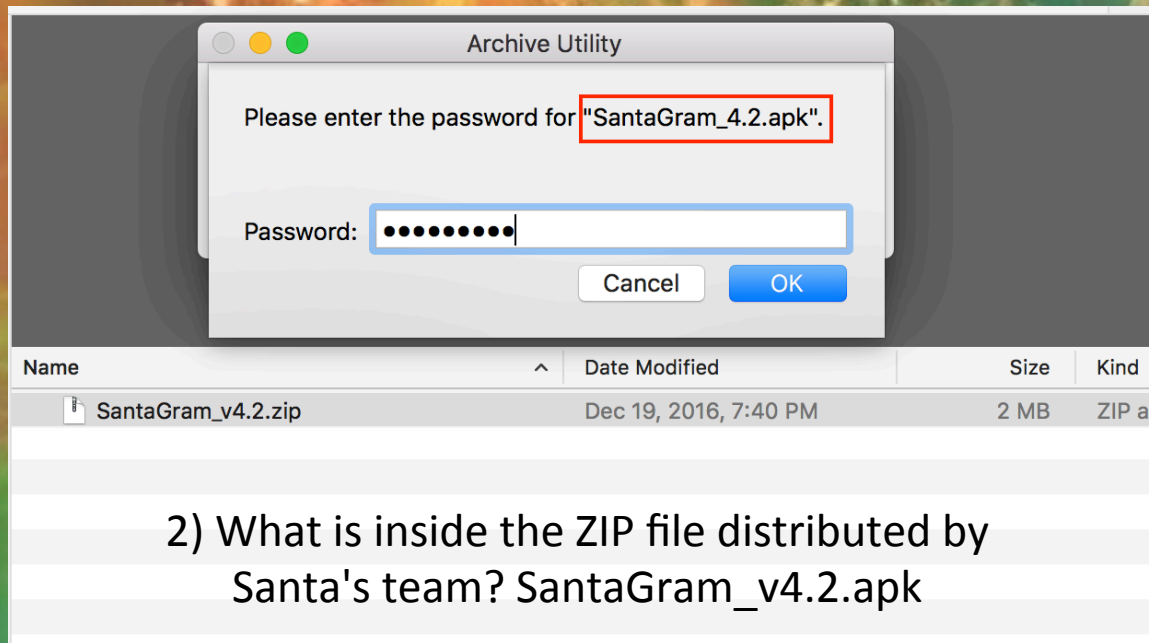 Archive Utility
Please enter the password for "SantaGram_4.2.apk".
Password: ●●●●●●●●●
Cancel OK
Name Date Modified Size Kind
SantaGram_v4.2.zip Dec 19, 2016, 7:40 PM 2 MB ZIP a
2) What is inside the ZIP file distributed by
Santa's team? SantaGram_v4.2.apk